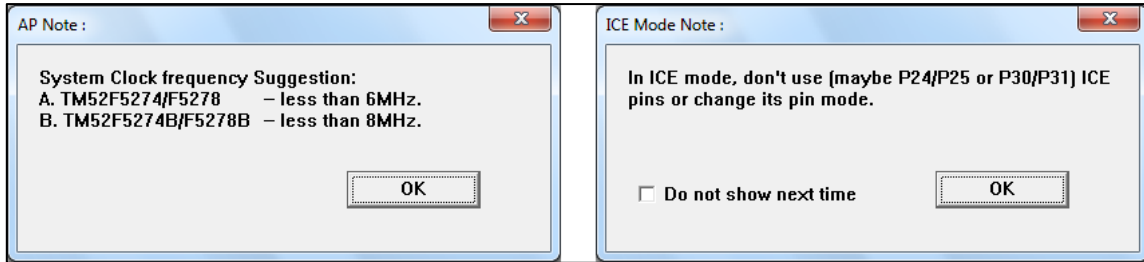 AP Note :
System Clock frequency Suggestion:
A. TM52F5274/F5278 – less than 6MHz.
B. TM52F5274B/F5278B – less than 8MHz.
OK
ICE Mode Note :
In ICE mode, don't use (maybe P24/P25 or P30/P31) ICE
pins or change its pin mode.
Do not show next time
OK